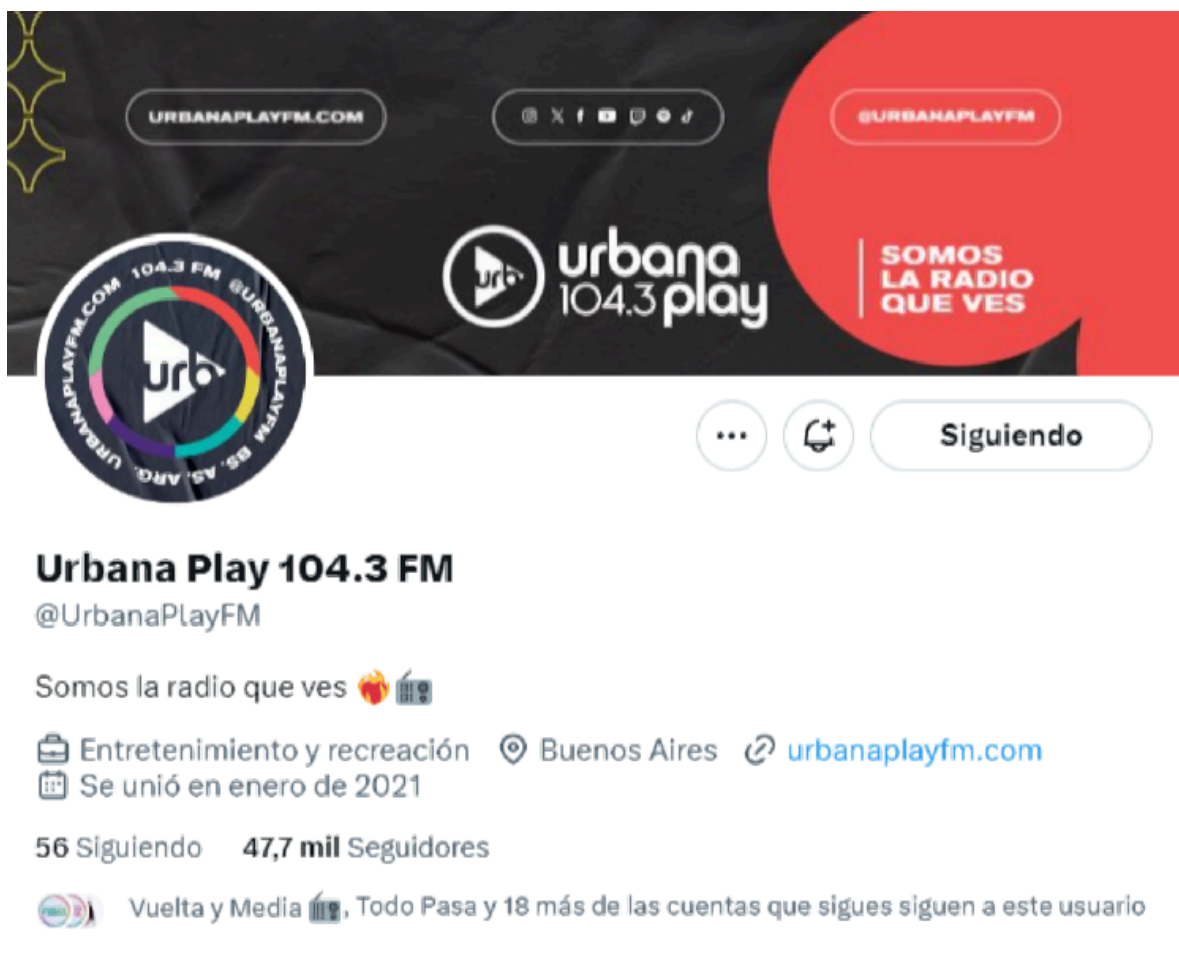 URBANAPLAYFM.COM
@URBANAPLAYFM
urb
urbana
104.3 play
SOMOS
LA RADIO
QUE VES
104.3 FM @URBANAPLAYFM BS. AS. ARG. URBANAPLAYFM.COM
urb
Siguiendo
Urbana Play 104.3 FM
@UrbanaPlayFM
Somos la radio que ves ❤️‍🔥📻
Entretenimiento y recreación Buenos Aires urbanaplayfm.com
Se unió en enero de 2021
56 Siguiendo 47,7 mil Seguidores
Vuelta y Media 📻, Todo Pasa y 18 más de las cuentas que sigues siguen a este usuario